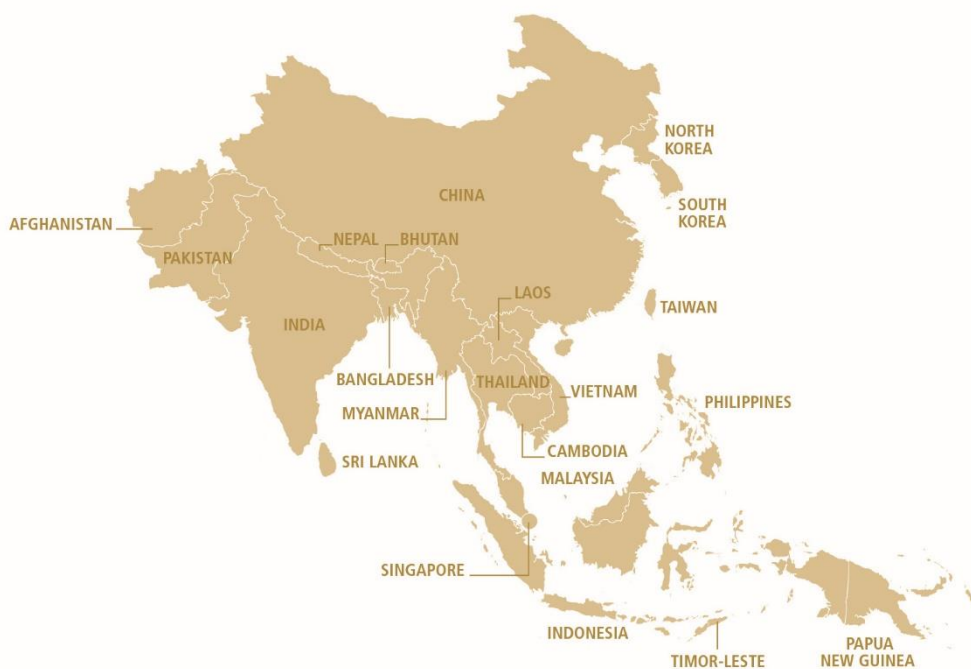 NORTH
KOREA
CHINA
SOUTH
KOREA
AFGHANISTAN
PAKISTAN
NEPAL
BHUTAN
LAOS
TAIWAN
INDIA
BANGLADESH
THAILAND
VIETNAM
MYANMAR
PHILIPPINES
CAMBODIA
SRI LANKA
MALAYSIA
SINGAPORE
INDONESIA
TIMOR-LESTE
PAPUA
NEW GUINEA